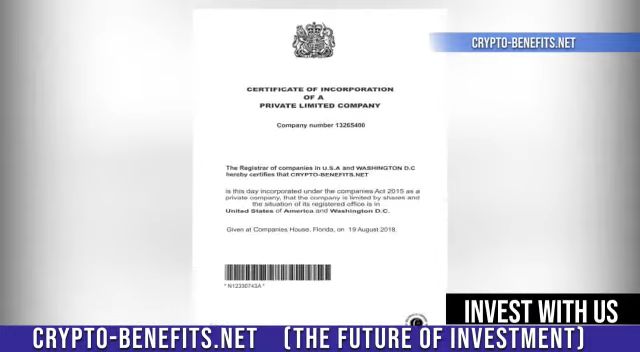 CRYPTO-BENEFITS.NET
CERTIFICATE OF INCORPORATION
OF A
PRIVATE LIMITED COMPANY
Company number 13265400
The Registrar of companies in U.S.A and WASHINGTON D.C
hereby certifies that CRYPTO-BENEFITS.NET
is this day incorporated under the companies Act 2015 as a
private company, that the company is limited by shares and
the situation of its registered office is in
United States of America and Washington D.C.
Given at Companies House, Florida, on 19 August 2018.
* N12330743A *
INVEST WITH US
CRYPTO-BENEFITS.NET (THE FUTURE OF INVESTMENT)